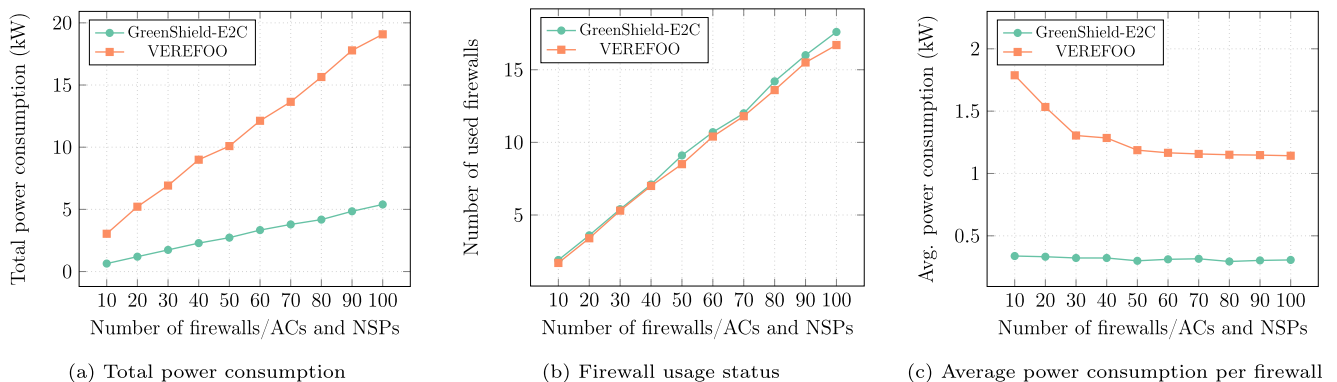 Total power consumption (kW)
20
15
10
5
0
GreenShield-E2C
VEREFOO
10 20 30 40 50 60 70 80 90 100
Number of firewalls/ACs and NSPs
(a) Total power consumption
Number of used firewalls
15
10
5
GreenShield-E2C
VEREFOO
10 20 30 40 50 60 70 80 90 100
Number of firewalls/ACs and NSPs
(b) Firewall usage status
Avg. power consumption (kW)
2
1.5
1
0.5
GreenShield-E2C
VEREFOO
10 20 30 40 50 60 70 80 90 100
Number of firewalls/ACs and NSPs
(c) Average power consumption per firewall